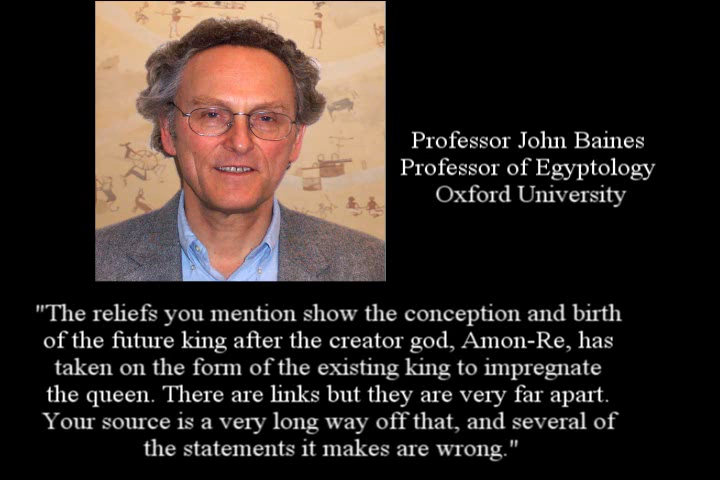 Professor John Baines
Professor of Egyptology
Oxford University
"The reliefs you mention show the conception and birth
of the future king after the creator god, Amon-Re, has
taken on the form of the existing king to impregnate
the queen. There are links but they are very far apart.
Your source is a very long way off that, and several of
the statements it makes are wrong."